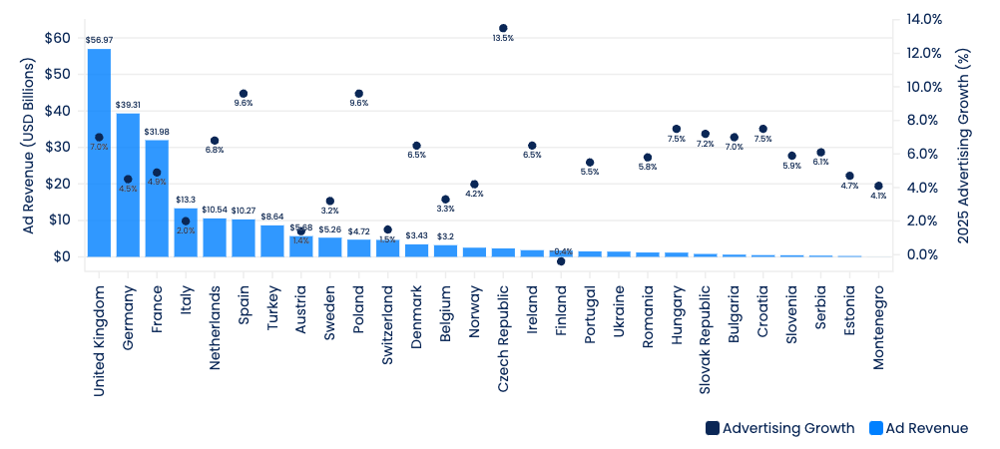 Ad Revenue (USD Billions)
$60
$50
$40
$30
$20
$10
$0
$56.97
$39.31
$31.98
$13.3
$10.54
$10.27
$8.64
$5.68
$5.26
$4.72
$3.43
$3.2
7.0%
4.5%
4.9%
2.0%
6.8%
9.6%
1.4%
3.2%
9.6%
1.5%
6.5%
3.3%
4.2%
13.5%
6.5%
-0.4%
5.5%
5.8%
7.5%
7.2%
7.0%
7.5%
5.9%
6.1%
4.7%
4.1%
14.0%
12.0%
10.0%
8.0%
6.0%
4.0%
2.0%
0.0%
2025 Advertising Growth (%)
United Kingdom
Germany
France
Italy
Netherlands
Spain
Turkey
Austria
Sweden
Poland
Switzerland
Denmark
Belgium
Norway
Czech Republic
Ireland
Finland
Portugal
Ukraine
Romania
Hungary
Slovak Republic
Bulgaria
Croatia
Slovenia
Serbia
Estonia
Montenegro
Advertising Growth
Ad Revenue